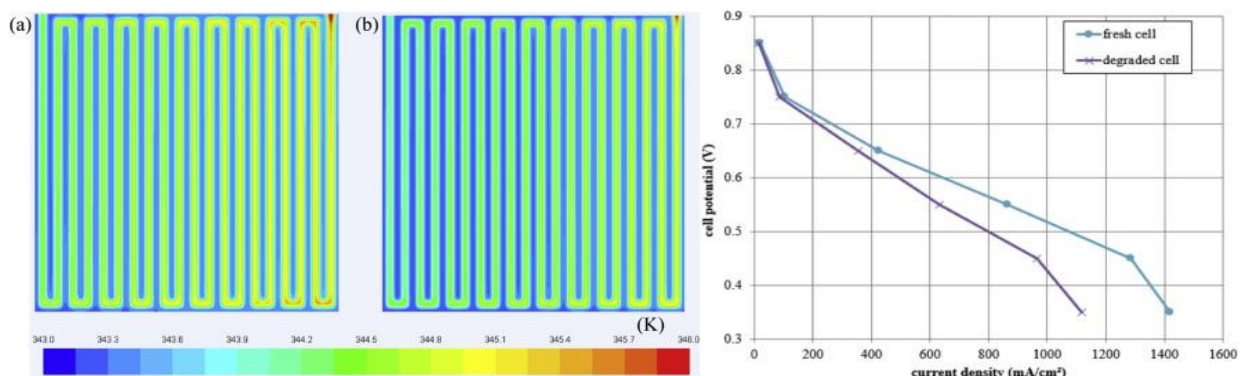 (a)
(b)
(K)
343.0 343.3 343.6 343.9 344.2 344.5 344.8 345.1 345.4 345.7 346.0
0.9
0.8
0.7
0.6
0.5
0.4
0.3
cell potential (V)
fresh cell
degraded cell
0 200 400 600 800 1000 1200 1400 1600
current density (mA/cm²)